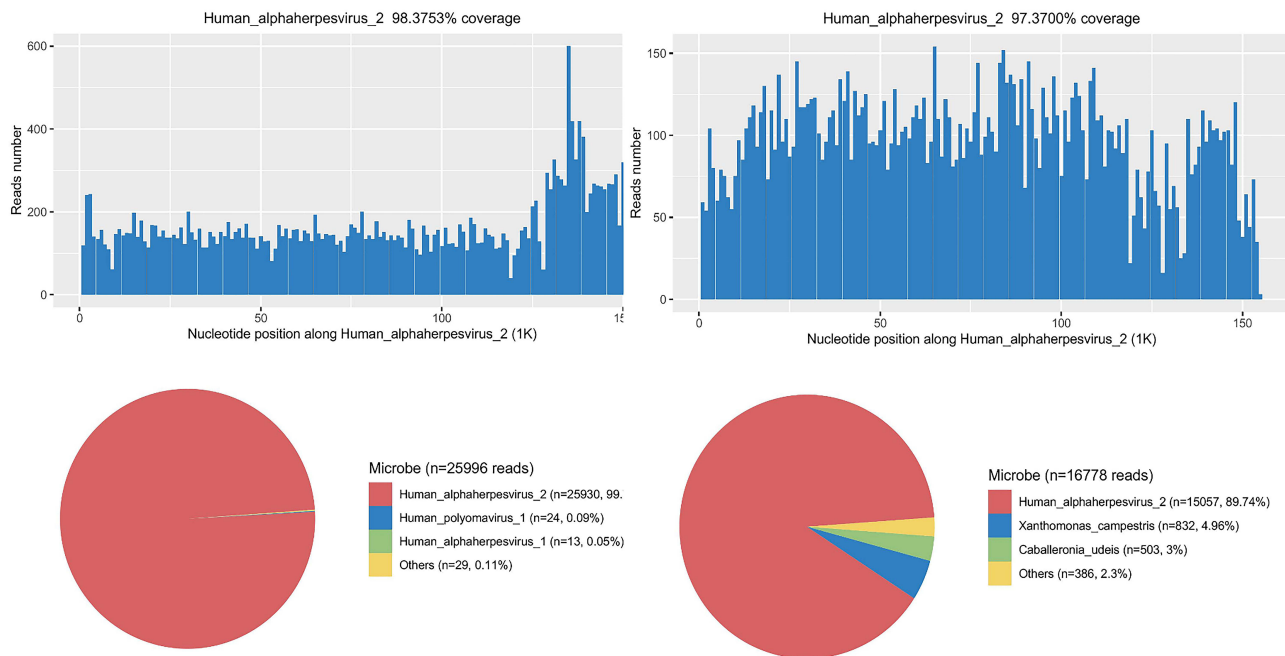 Human_alphaherpesvirus_2 98.3753% coverage
600
400
200
0
Reads number
0
50
100
15
Nucleotide position along Human_alphaherpesvirus_2 (1K)
Human_alphaherpesvirus_2 97.3700% coverage
150
100
50
0
Reads number
0
50
100
150
Nucleotide position along Human_alphaherpesvirus_2 (1K)
Microbe (n=25996 reads)
Human_alphaherpesvirus_2 (n=25930, 99.
Human_polyomavirus_1 (n=24, 0.09%)
Human_alphaherpesvirus_1 (n=13, 0.05%)
Others (n=29, 0.11%)
Microbe (n=16778 reads)
Human_alphaherpesvirus_2 (n=15057, 89.74%)
Xanthomonas_campestris (n=832, 4.96%)
Caballeronia_udeis (n=503, 3%)
Others (n=386, 2.3%)